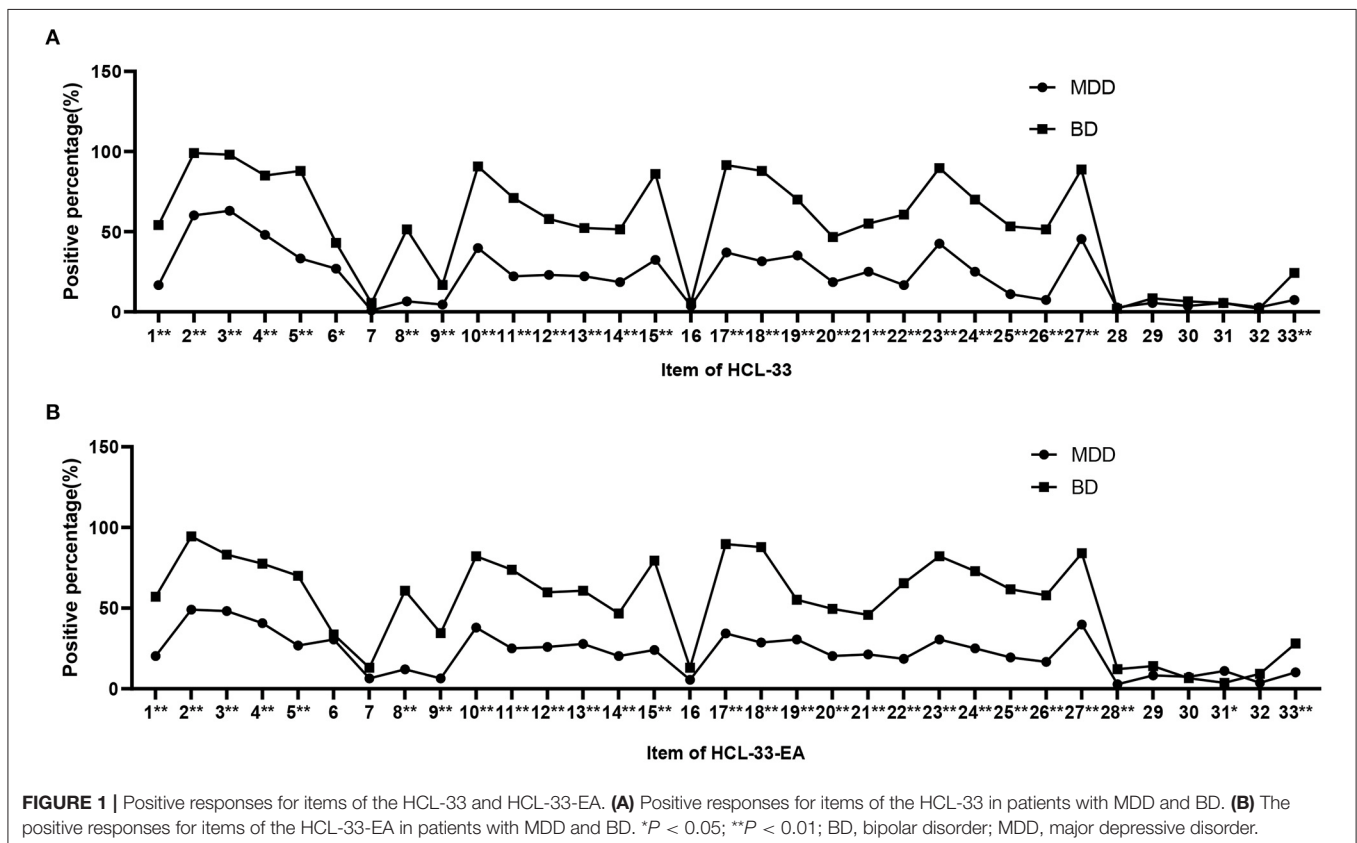 A
150
100
50
0
Positive percentage(%)
MDD
BD
1** 2** 3** 4** 5** 6* 7 8** 9** 10** 11** 12** 13** 14** 15** 16 17** 18** 19** 20** 21** 22** 23** 24** 25** 26** 27** 28 29 30 31 32 33**
Item of HCL-33
B
150
100
50
0
Positive percentage(%)
MDD
BD
1** 2** 3** 4** 5** 6 7 8** 9** 10** 11** 12** 13** 14** 15** 16 17** 18** 19** 20** 21** 22** 23** 24** 25** 26** 27** 28** 29 30 31* 32 33**
Item of HCL-33-EA
FIGURE 1 | Positive responses for items of the HCL-33 and HCL-33-EA. (A) Positive responses for items of the HCL-33 in patients with MDD and BD. (B) The
positive responses for items of the HCL-33-EA in patients with MDD and BD. *P < 0.05; **P < 0.01; BD, bipolar disorder; MDD, major depressive disorder.